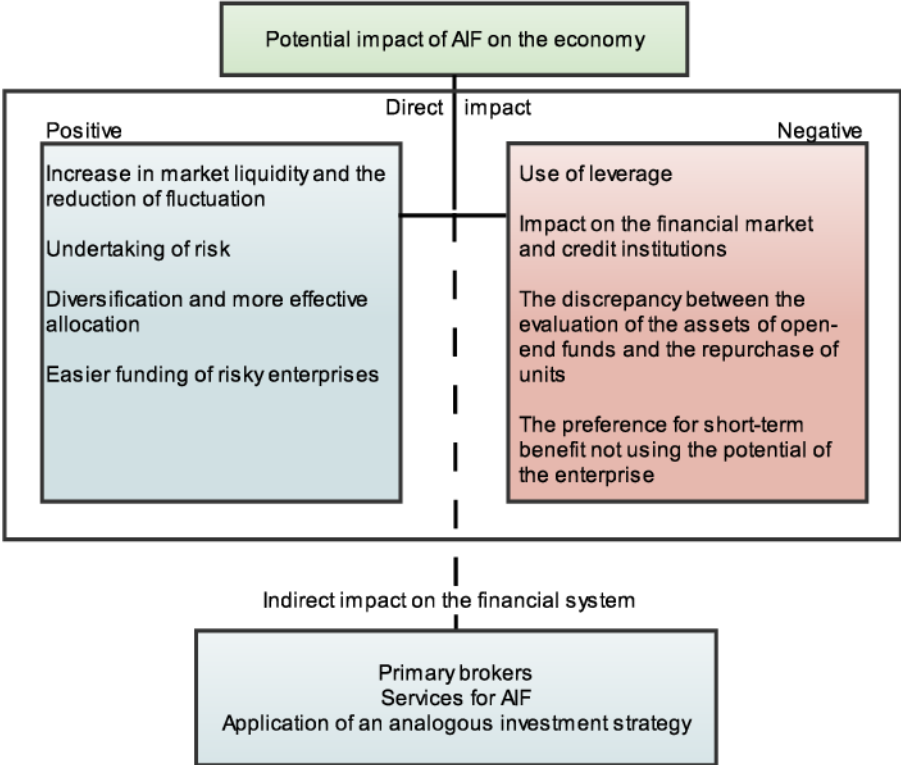 Potential impact of AIF on the economy
Direct impact
Positive
Increase in market liquidity and the
reduction of fluctuation
Undertaking of risk
Diversification and more effective
allocation
Easier funding of risky enterprises
Negative
Use of leverage
Impact on the financial market
and credit institutions
The discrepancy between the
evaluation of the assets of open-
end funds and the repurchase of
units
The preference for short-term
benefit not using the potential of
the enterprise
Indirect impact on the financial system
Primary brokers
Services for AIF
Application of an analogous investment strategy